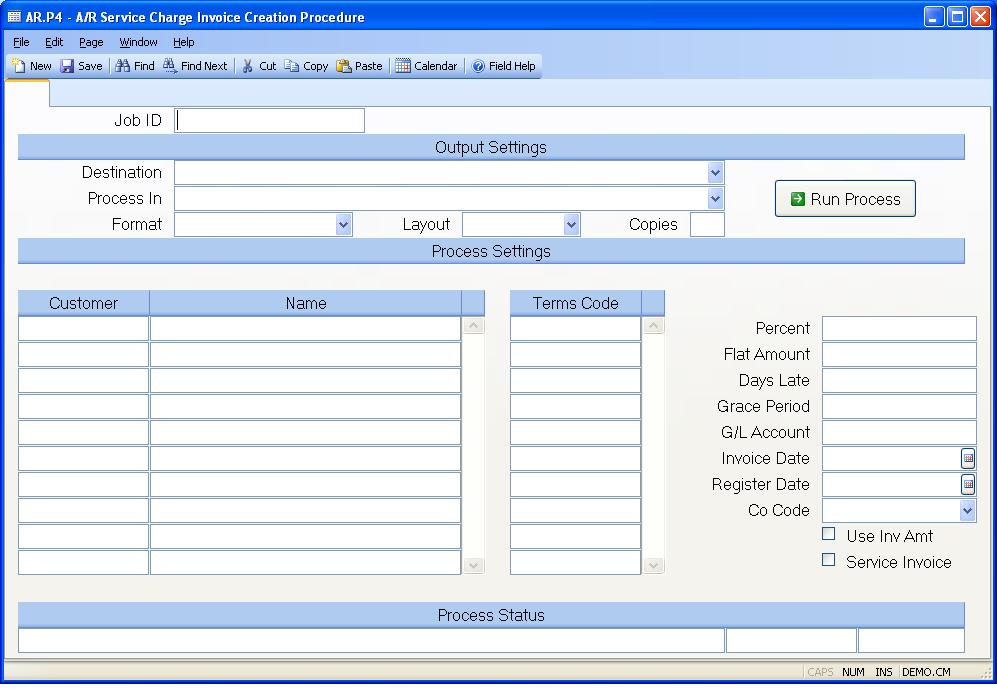 AR.P4 - A/R Service Charge Invoice Creation Procedure
File Edit Page Window Help
New Save Find Find Next Cut Copy Paste Calendar Field Help
Job ID
Output Settings
Destination
Process In
Run Process
Format Layout Copies
Process Settings
Customer Name Terms Code
Percent
Flat Amount
Days Late
Grace Period
G/L Account
Invoice Date
Register Date
Co Code
Use Inv Amt
Service Invoice
Process Status
CAPS NUM INS DEMO.CM